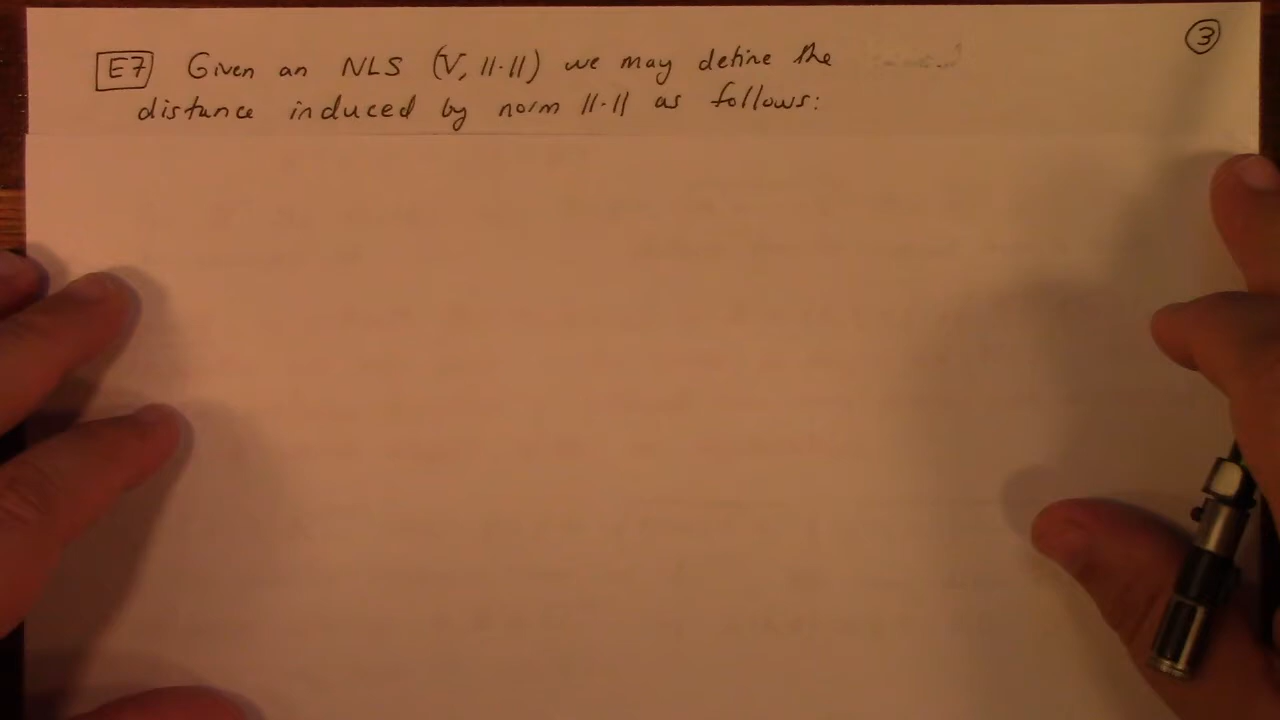 ③
E7 Given an NLS (V, ||·||) we may define the
distance induced by norm ||·|| as follows: